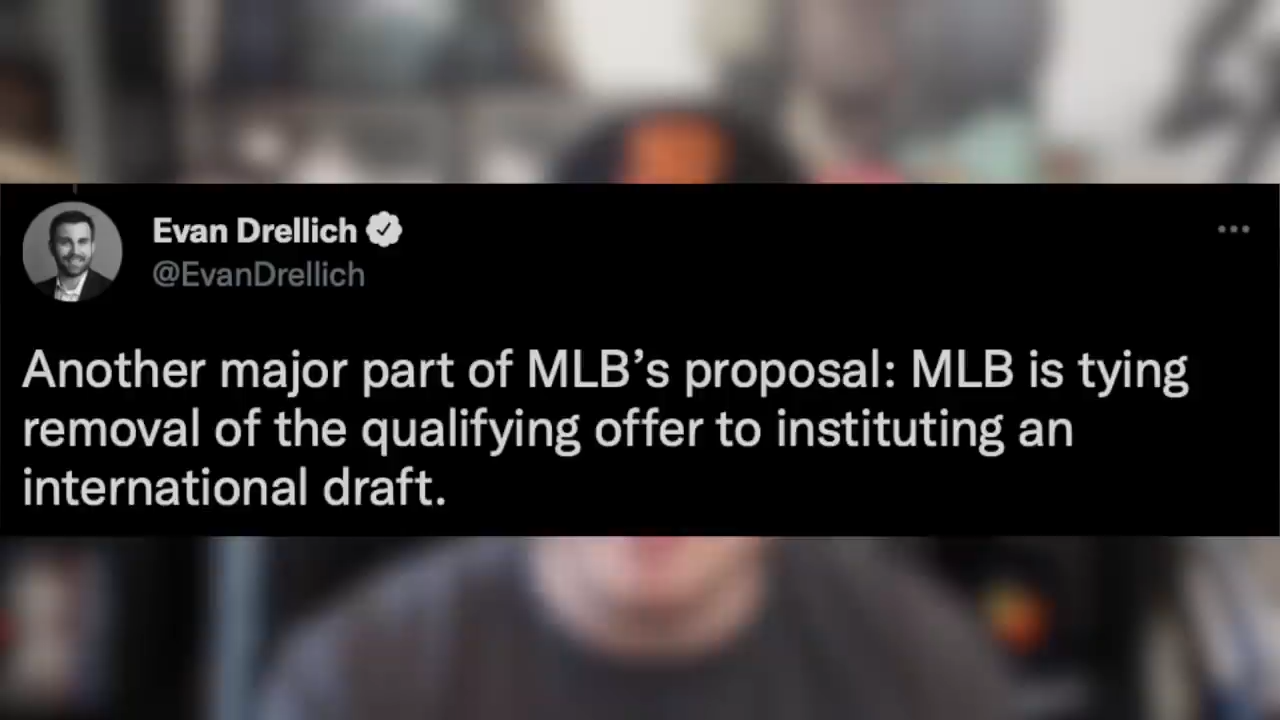 Evan Drellich
@EvanDrellich
Another major part of MLB’s proposal: MLB is tying
removal of the qualifying offer to instituting an
international draft.